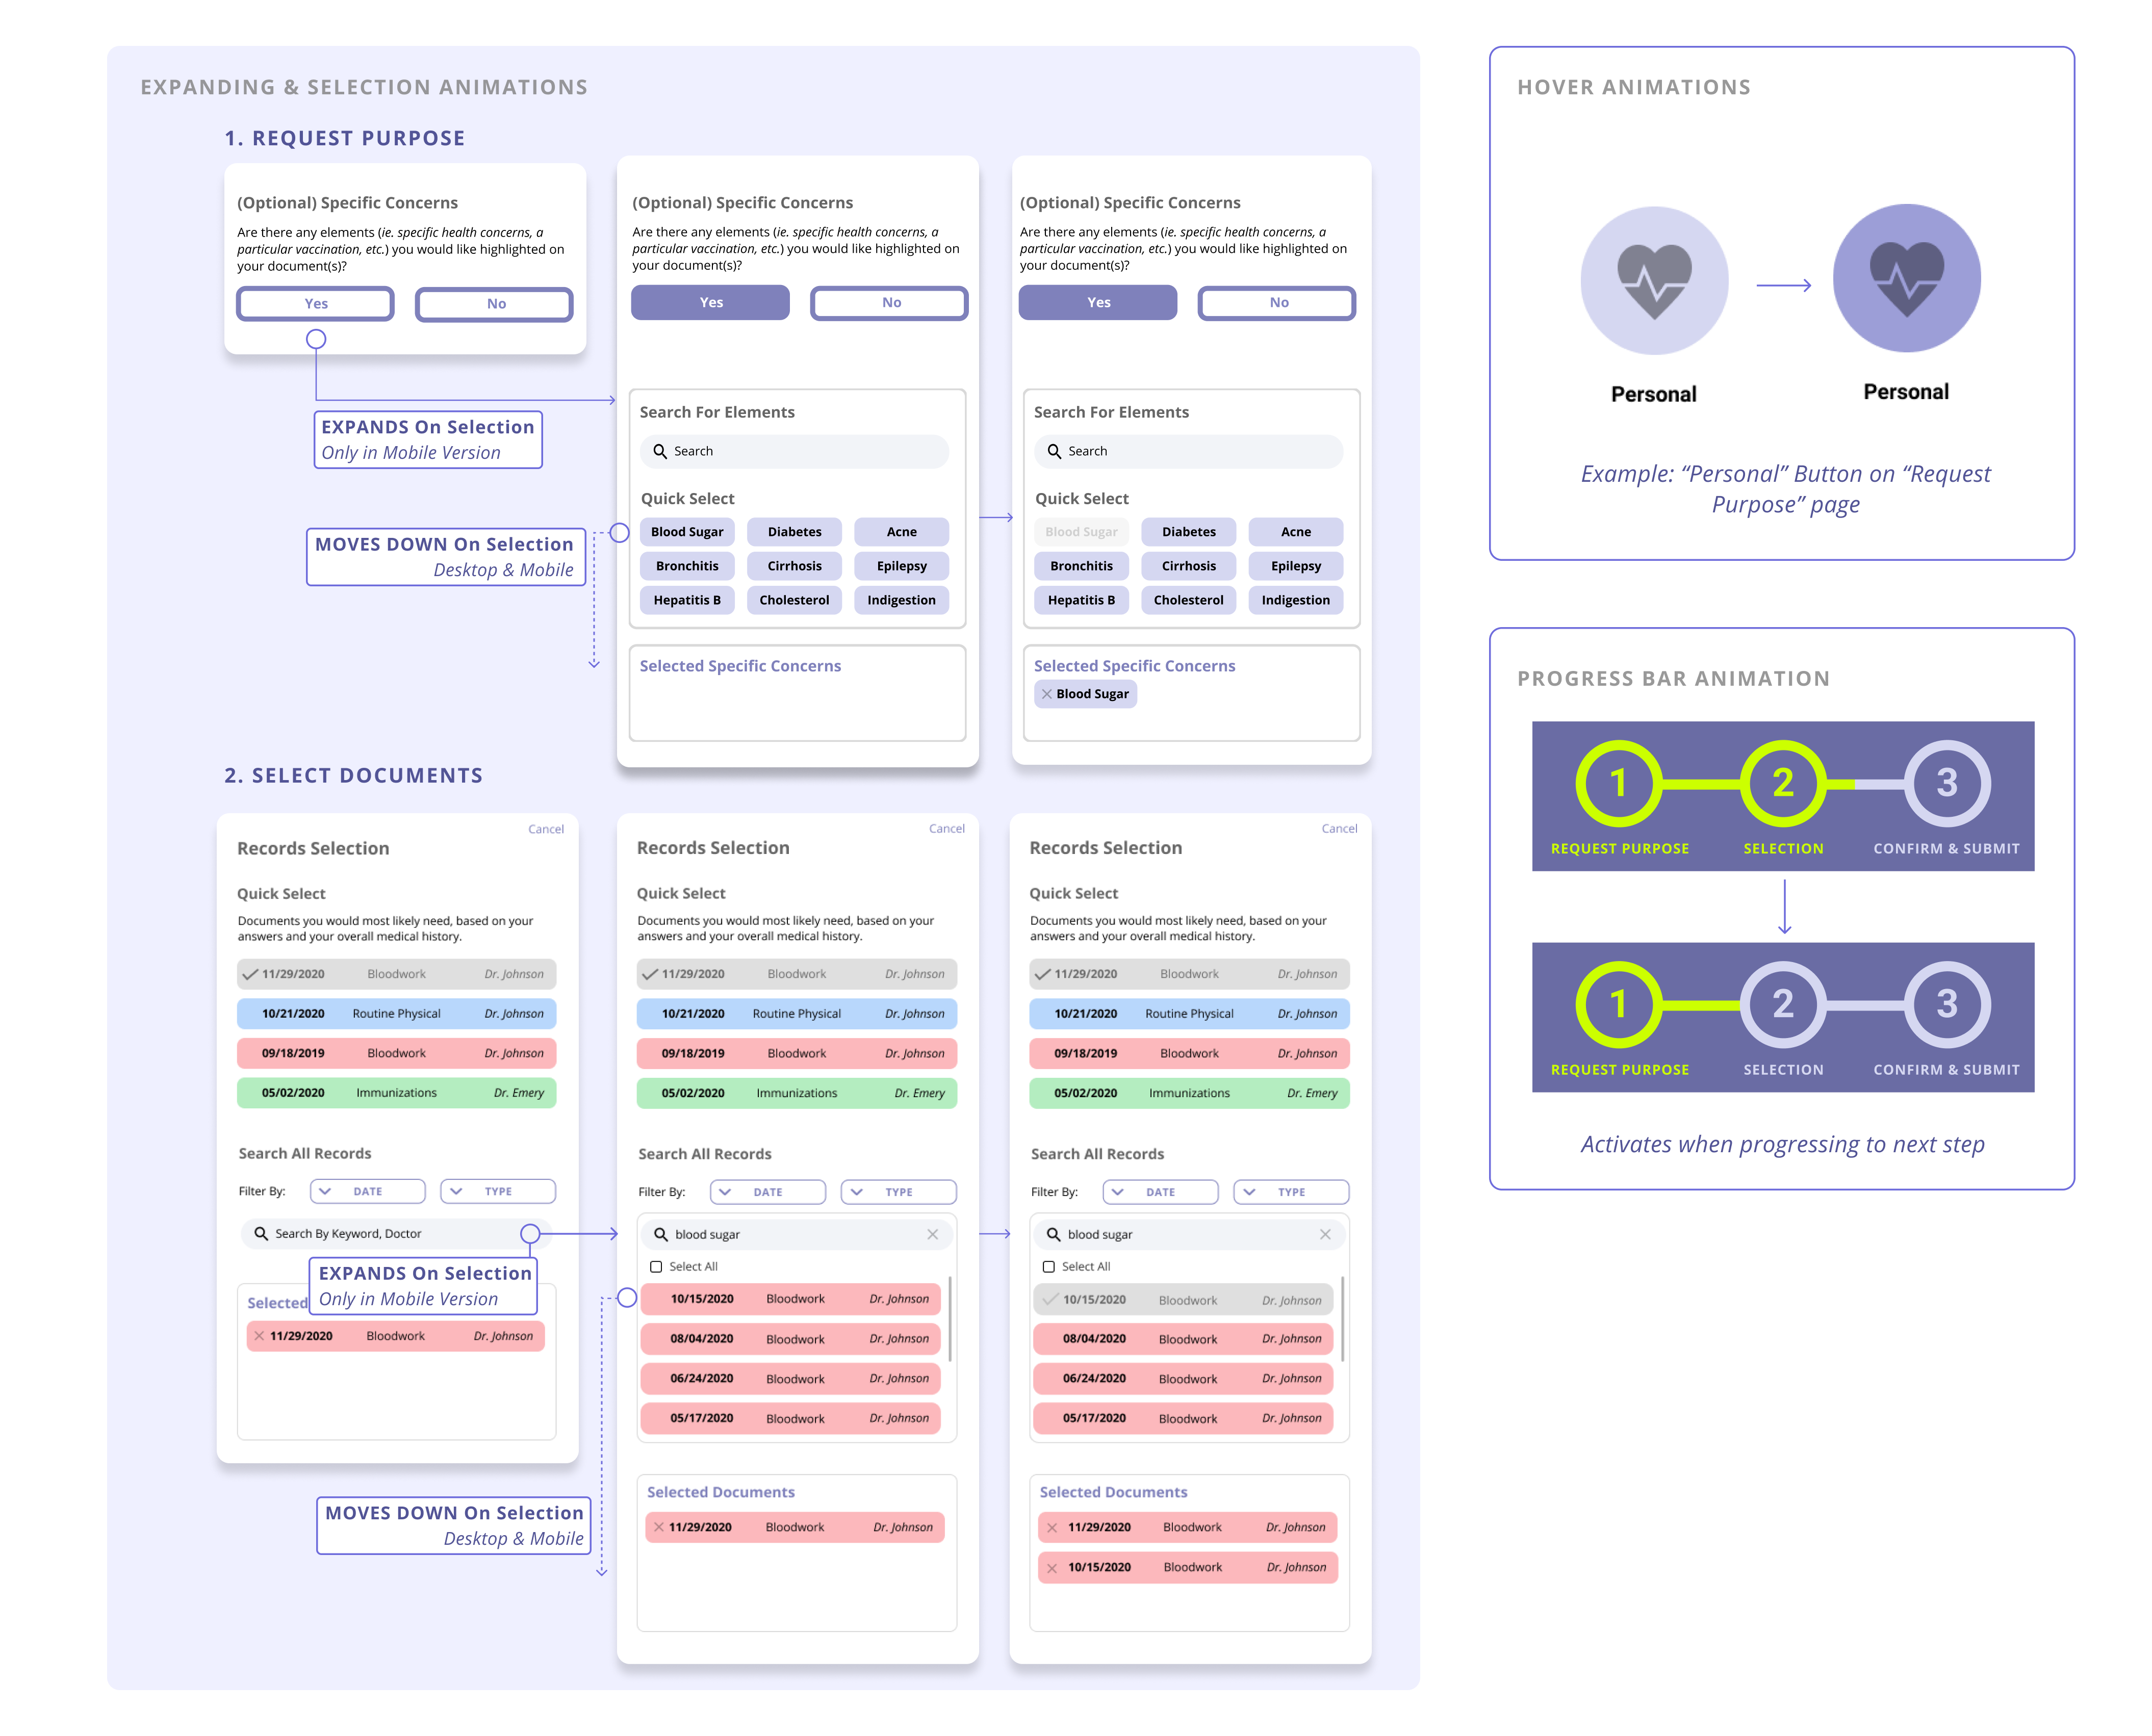 EXPANDING & SELECTION ANIMATIONS
1. REQUEST PURPOSE
(Optional) Specific Concerns
Are there any elements (ie. specific health concerns, a
particular vaccination, etc.) you would like highlighted on
your document(s)?
Yes No
EXPANDS On Selection
Only in Mobile Version
MOVES DOWN On Selection
Desktop & Mobile
(Optional) Specific Concerns
Are there any elements (ie. specific health concerns, a
particular vaccination, etc.) you would like highlighted on
your document(s)?
Yes No
Search For Elements
Search
Quick Select
Blood Sugar Diabetes Acne
Bronchitis Cirrhosis Epilepsy
Hepatitis B Cholesterol Indigestion
Selected Specific Concerns
(Optional) Specific Concerns
Are there any elements (ie. specific health concerns, a
particular vaccination, etc.) you would like highlighted on
your document(s)?
Yes No
Search For Elements
Search
Quick Select
Blood Sugar Diabetes Acne
Bronchitis Cirrhosis Epilepsy
Hepatitis B Cholesterol Indigestion
Selected Specific Concerns
Blood Sugar
2. SELECT DOCUMENTS
Cancel
Records Selection
Quick Select
Documents you would most likely need, based on your
answers and your overall medical history.
11/29/2020 Bloodwork Dr. Johnson
10/21/2020 Routine Physical Dr. Johnson
09/18/2019 Bloodwork Dr. Johnson
05/02/2020 Immunizations Dr. Emery
Search All Records
Filter By: DATE TYPE
Search By Keyword, Doctor
EXPANDS On Selection
Only in Mobile Version
Selected
11/29/2020 Bloodwork Dr. Johnson
MOVES DOWN On Selection
Desktop & Mobile
Cancel
Records Selection
Quick Select
Documents you would most likely need, based on your
answers and your overall medical history.
11/29/2020 Bloodwork Dr. Johnson
10/21/2020 Routine Physical Dr. Johnson
09/18/2019 Bloodwork Dr. Johnson
05/02/2020 Immunizations Dr. Emery
Search All Records
Filter By: DATE TYPE
blood sugar
Select All
10/15/2020 Bloodwork Dr. Johnson
08/04/2020 Bloodwork Dr. Johnson
06/24/2020 Bloodwork Dr. Johnson
05/17/2020 Bloodwork Dr. Johnson
Selected Documents
11/29/2020 Bloodwork Dr. Johnson
Cancel
Records Selection
Quick Select
Documents you would most likely need, based on your
answers and your overall medical history.
11/29/2020 Bloodwork Dr. Johnson
10/21/2020 Routine Physical Dr. Johnson
09/18/2019 Bloodwork Dr. Johnson
05/02/2020 Immunizations Dr. Emery
Search All Records
Filter By: DATE TYPE
blood sugar
Select All
10/15/2020 Bloodwork Dr. Johnson
08/04/2020 Bloodwork Dr. Johnson
06/24/2020 Bloodwork Dr. Johnson
05/17/2020 Bloodwork Dr. Johnson
Selected Documents
11/29/2020 Bloodwork Dr. Johnson
10/15/2020 Bloodwork Dr. Johnson
HOVER ANIMATIONS
Personal Personal
Example: “Personal” Button on “Request
Purpose” page
PROGRESS BAR ANIMATION
1 2 3
REQUEST PURPOSE SELECTION CONFIRM & SUBMIT
1 2 3
REQUEST PURPOSE SELECTION CONFIRM & SUBMIT
Activates when progressing to next step